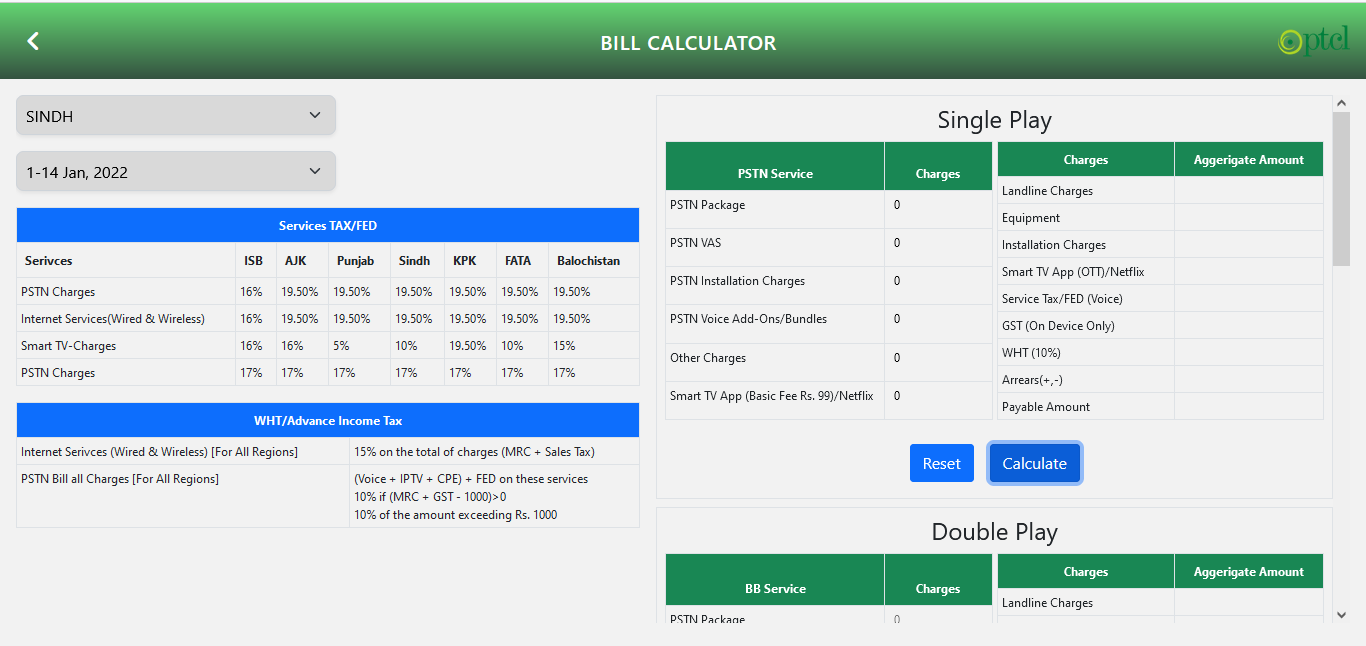 BILL CALCULATOR
ptcl
SINDH
1-14 Jan, 2022
Services TAX/FED
Serivces ISB AJK Punjab Sindh KPK FATA Balochistan
PSTN Charges 16% 19.50% 19.50% 19.50% 19.50% 19.50% 19.50%
Internet Services(Wired & Wireless) 16% 19.50% 19.50% 19.50% 19.50% 19.50% 19.50%
Smart TV-Charges 16% 16% 5% 10% 19.50% 10% 15%
PSTN Charges 17% 17% 17% 17% 17% 17% 17%
WHT/Advance Income Tax
Internet Serivces (Wired & Wireless) [For All Regions] 15% on the total of charges (MRC + Sales Tax)
PSTN Bill all Charges [For All Regions] (Voice + IPTV + CPE) + FED on these services
10% if (MRC + GST - 1000)>0
10% of the amount exceeding Rs. 1000
Single Play
PSTN Service Charges
PSTN Package 0
PSTN VAS 0
PSTN Installation Charges 0
PSTN Voice Add-Ons/Bundles 0
Other Charges 0
Smart TV App (Basic Fee Rs. 99)/Netflix 0
Charges Aggerigate Amount
Landline Charges
Equipment
Installation Charges
Smart TV App (OTT)/Netflix
Service Tax/FED (Voice)
GST (On Device Only)
WHT (10%)
Arrears(+,-)
Payable Amount
Reset Calculate
Double Play
BB Service Charges
PSTN Package 0
Charges Aggerigate Amount
Landline Charges